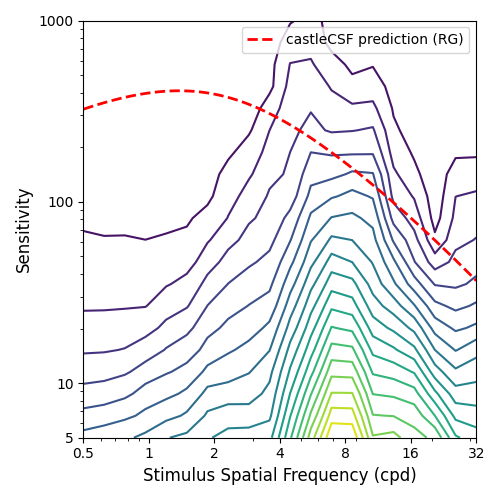 1000
castleCSF prediction (RG)
100
10
5
Sensitivity
0.5 1 2 4 8 16 32
Stimulus Spatial Frequency (cpd)